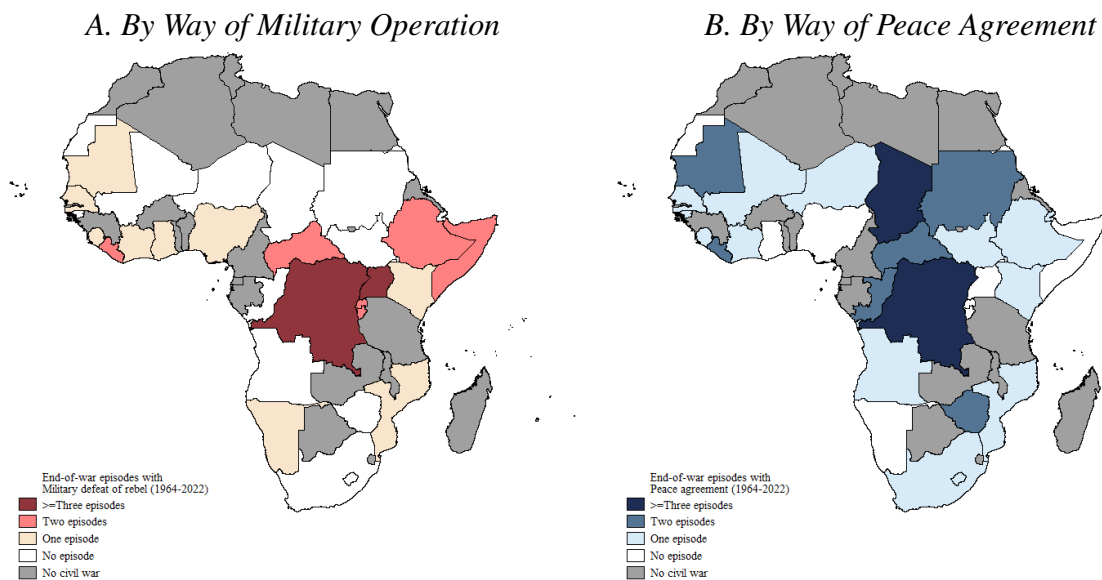 A. By Way of Military Operation
End-of-war episodes with
Military defeat of rebel (1964-2022)
>=Three episodes
Two episodes
One episode
No episode
No civil war
B. By Way of Peace Agreement
End-of-war episodes with
Peace agreement (1964-2022)
>=Three episodes
Two episodes
One episode
No episode
No civil war